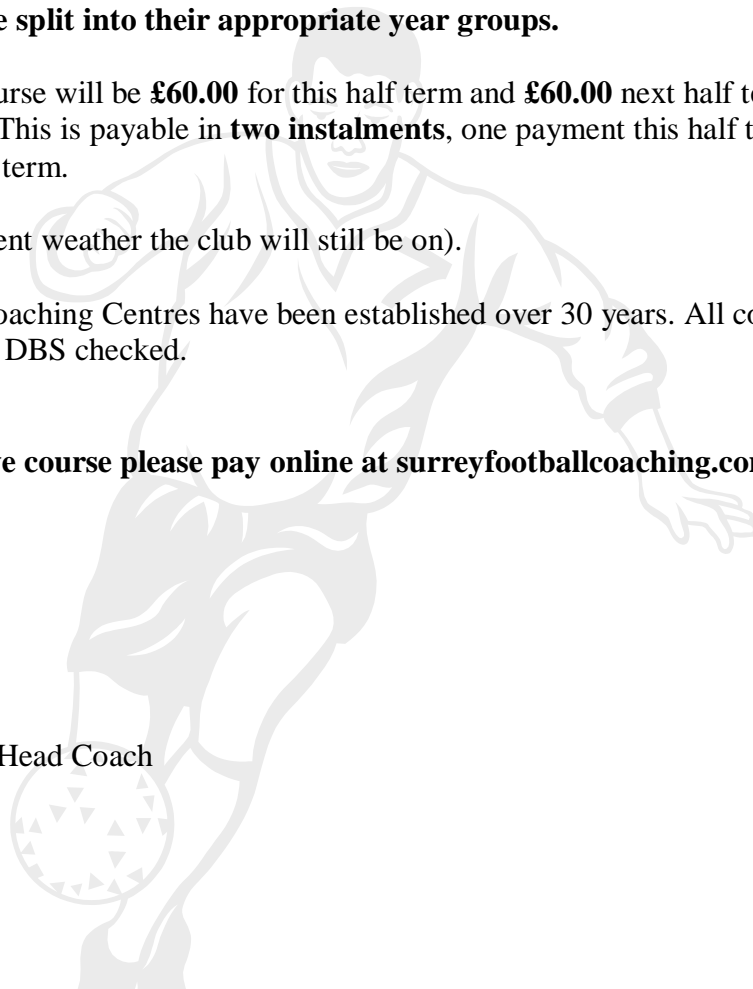 e split into their appropriate year groups.
urse will be £60.00 for this half term and £60.00 next half te
This is payable in two instalments, one payment this half t
term.
ent weather the club will still be on).
oaching Centres have been established over 30 years. All co
DBS checked.
e course please pay online at surreyfootballcoaching.co
Head Coach